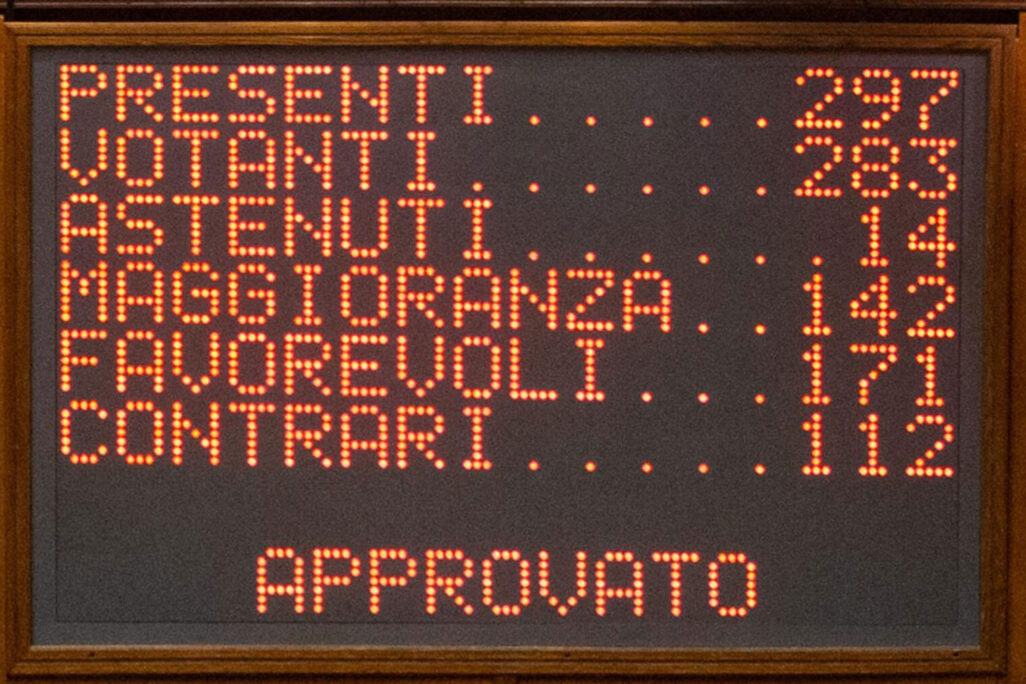 PRESENTI.....297
VOTANTI......283
ASTENUTI......14
MAGGIORANZA..142
FAVOREVOLI...171
CONTRARI.....112
APPROVATO